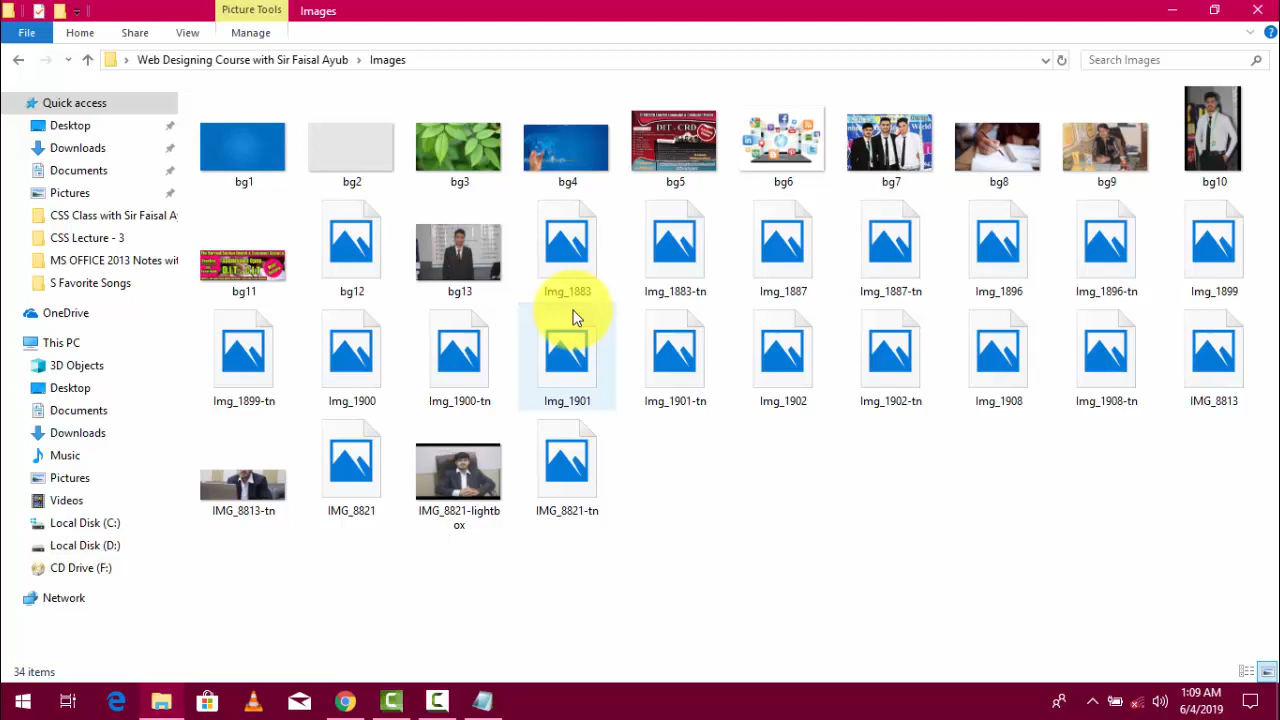 Picture Tools Images
File Home Share View Manage
Web Designing Course with Sir Faisal Ayub Images Search Images
Quick access
Desktop
Downloads
Documents
Pictures
CSS Class with Sir Faisal Ay
CSS Lecture - 3
MS OFFICE 2013 Notes wit
S Favorite Songs
OneDrive
This PC
3D Objects
Desktop
Documents
Downloads
Music
Pictures
Videos
Local Disk (C:)
Local Disk (D:)
CD Drive (F:)
Network
DIT - CRD
World
bg1 bg2 bg3 bg4 bg5 bg6 bg7 bg8 bg9 bg10
bg11 bg12 bg13 Img_1883 Img_1883-tn Img_1887 Img_1887-tn Img_1896 Img_1896-tn Img_1899
Img_1899-tn Img_1900 Img_1900-tn Img_1901 Img_1901-tn Img_1902 Img_1902-tn Img_1908 Img_1908-tn IMG_8813
IMG_8813-tn IMG_8821 IMG_8821-lightb IMG_8821-tn
ox
34 items
1:09 AM
6/4/2019